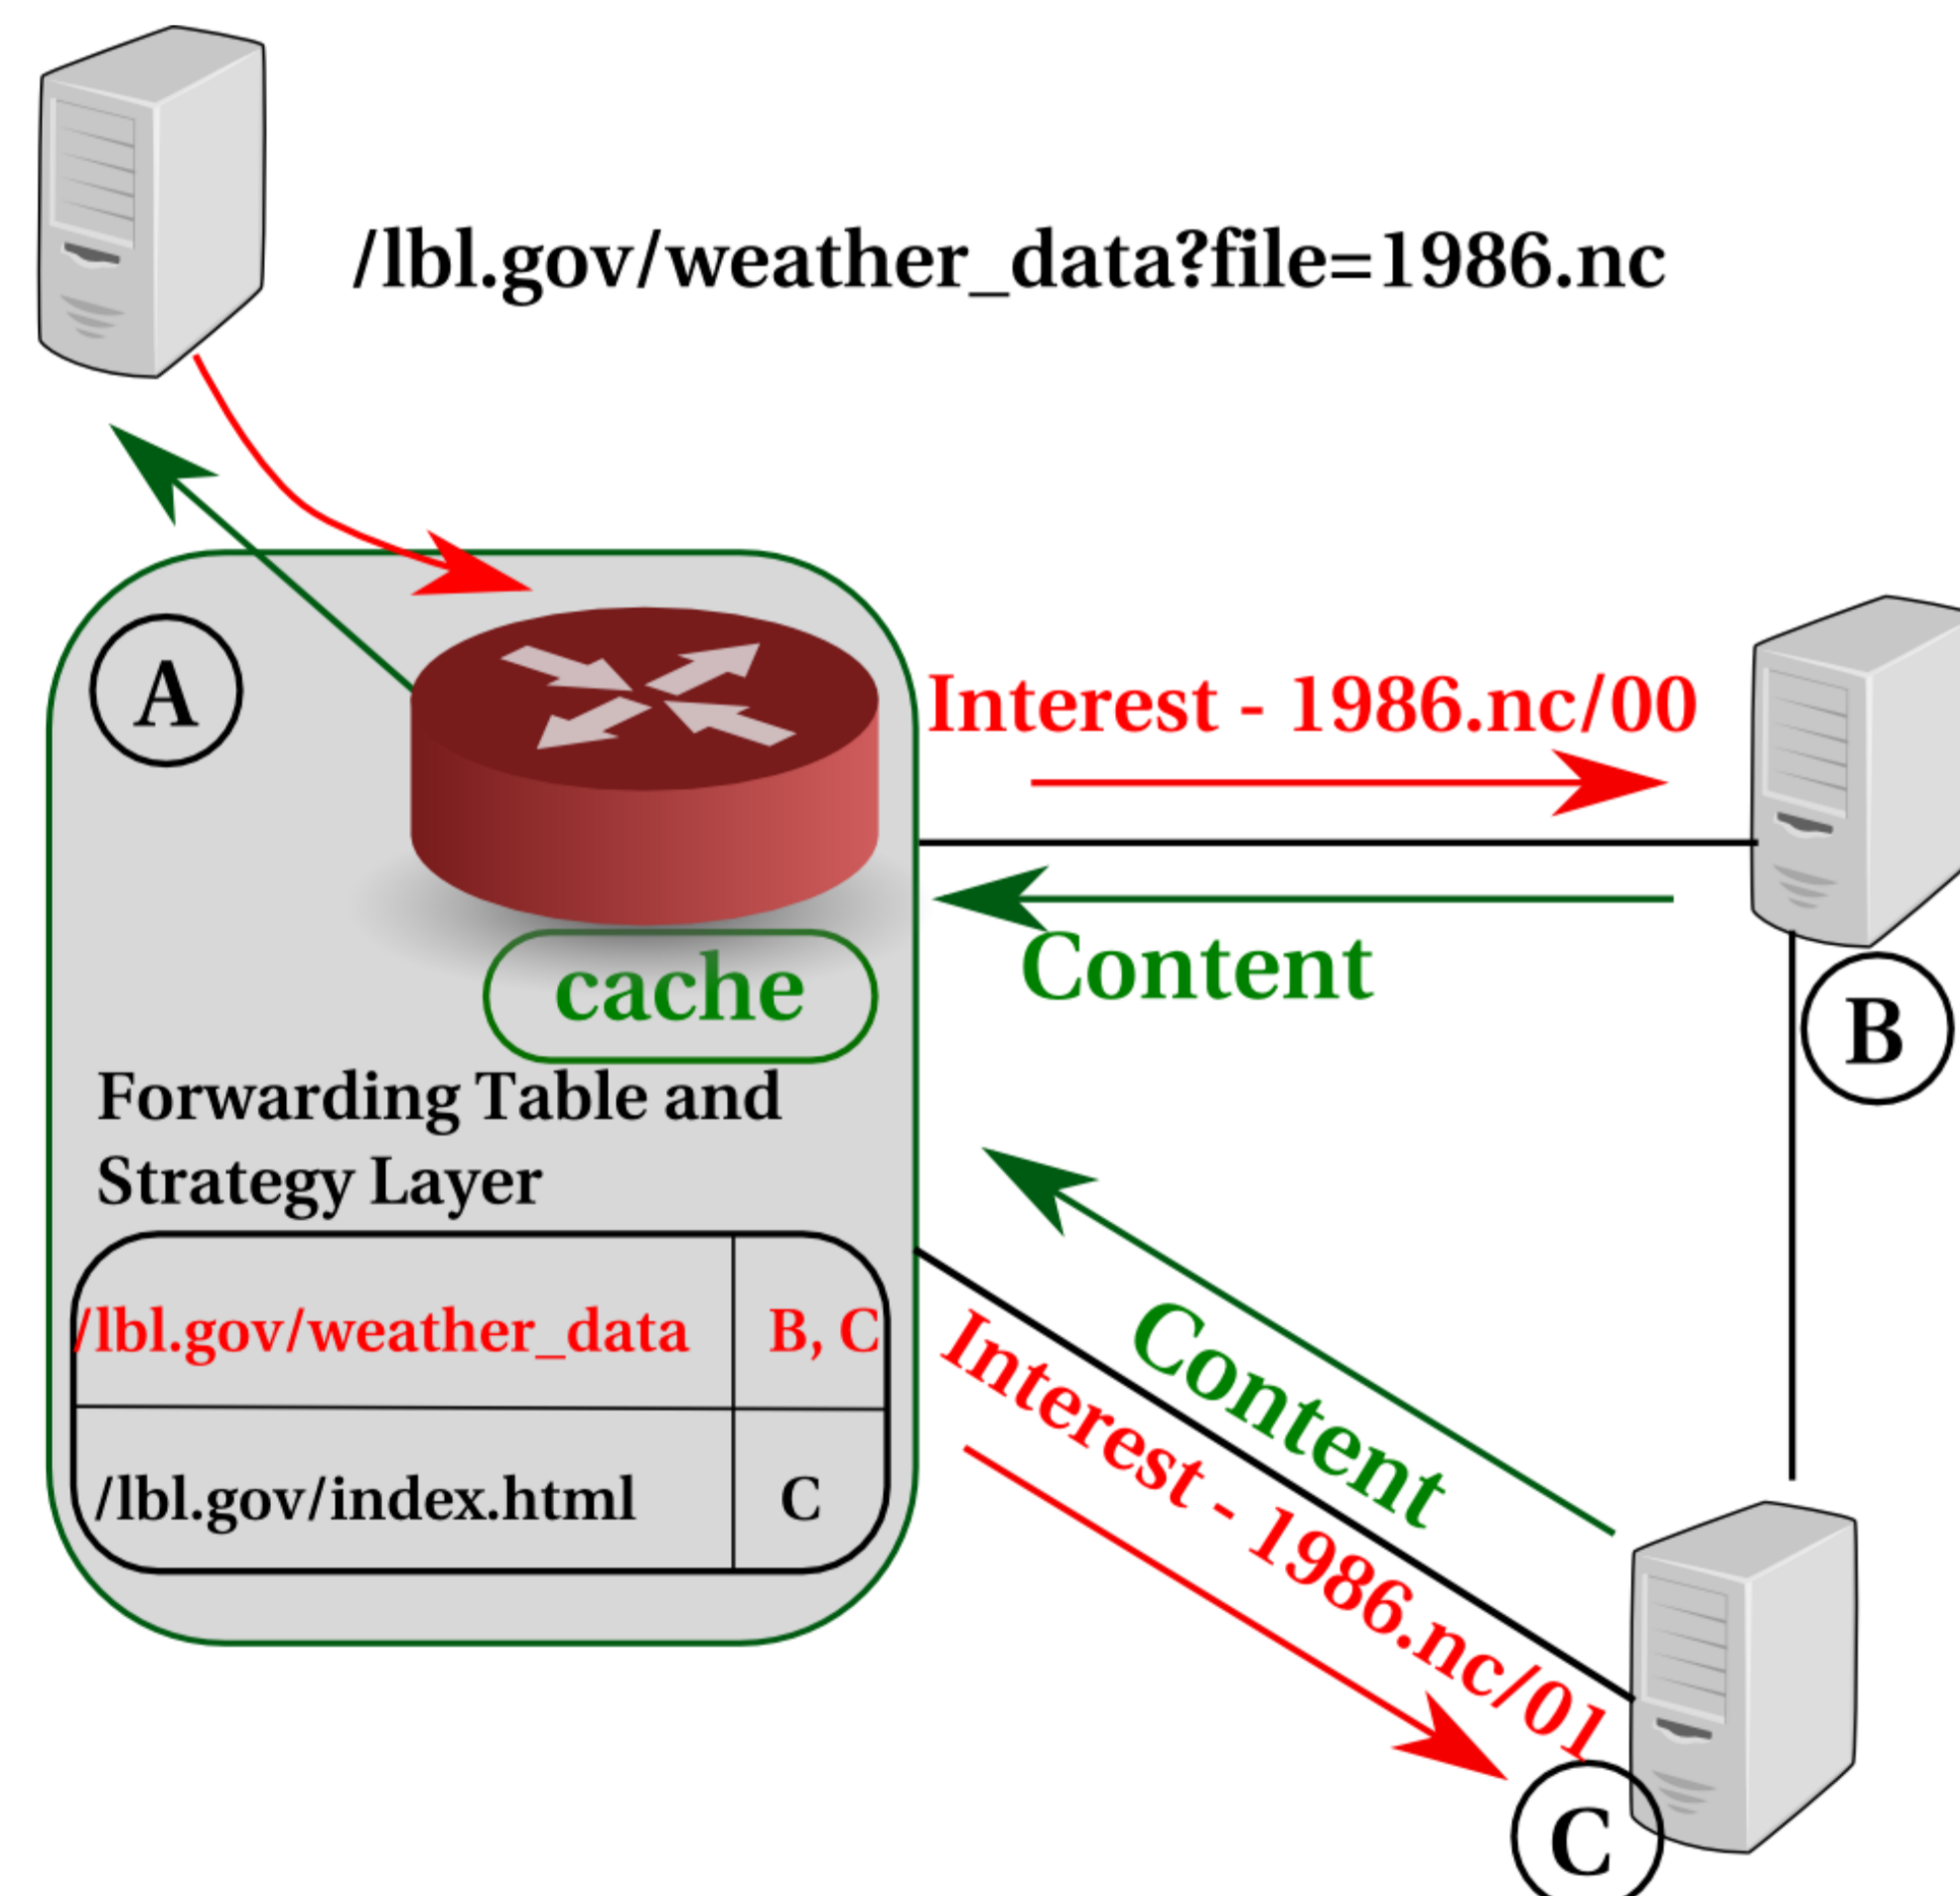 /lbl.gov/weather_data?file=1986.nc
A
Interest - 1986.nc/00
Content
B
cache
Forwarding Table and
Strategy Layer
/lbl.gov/weather_data B, C
/lbl.gov/index.html C
Content
Interest - 1986.nc/01
C